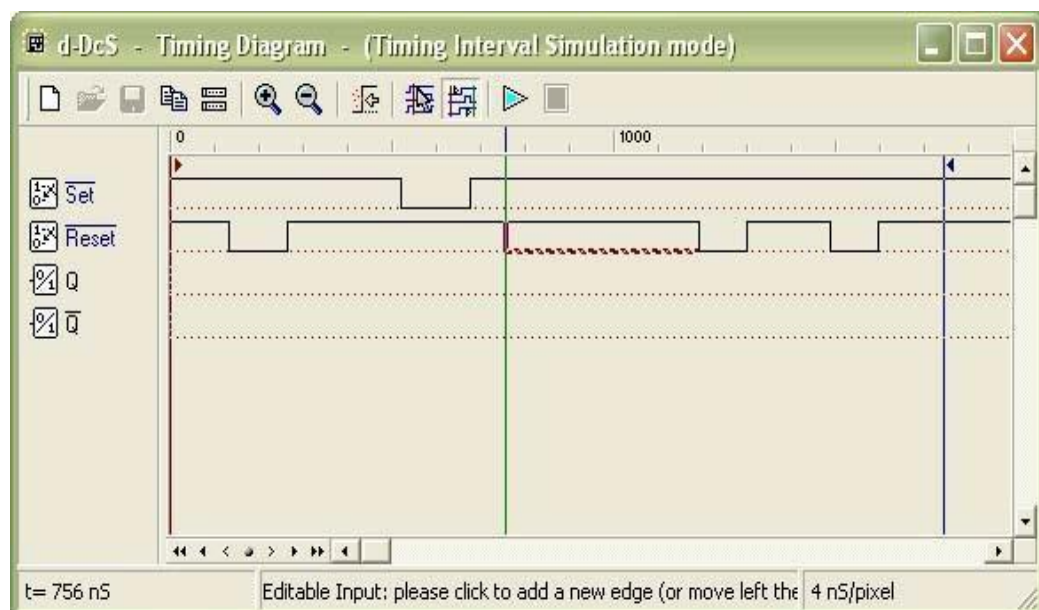 d-DcS - Timing Diagram - (Timing Interval Simulation mode)
0 1000
Set
Reset
Q
Q
t= 756 nS Editable Input: please click to add a new edge (or move left the 4 nS/pixel